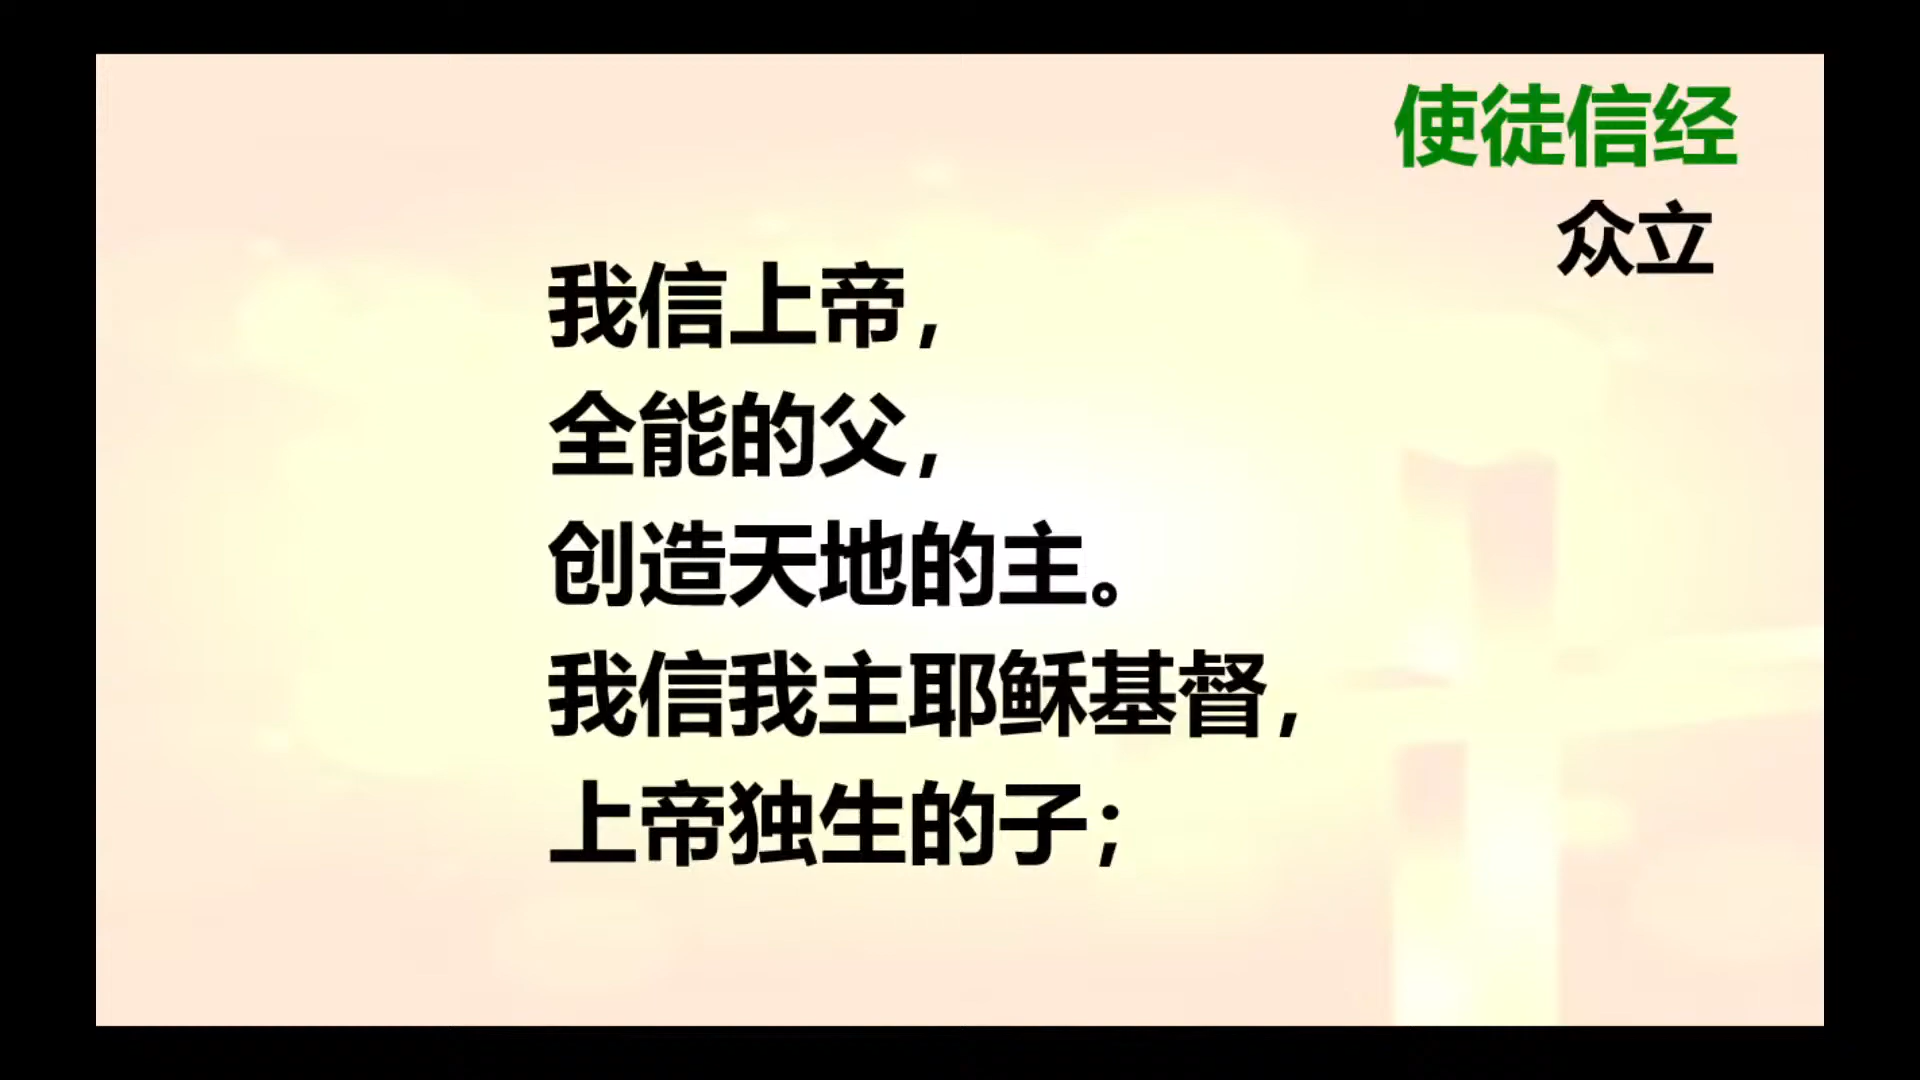 使徒信经
众立
我信上帝，
全能的父，
创造天地的主。
我信我主耶稣基督，
上帝独生的子；